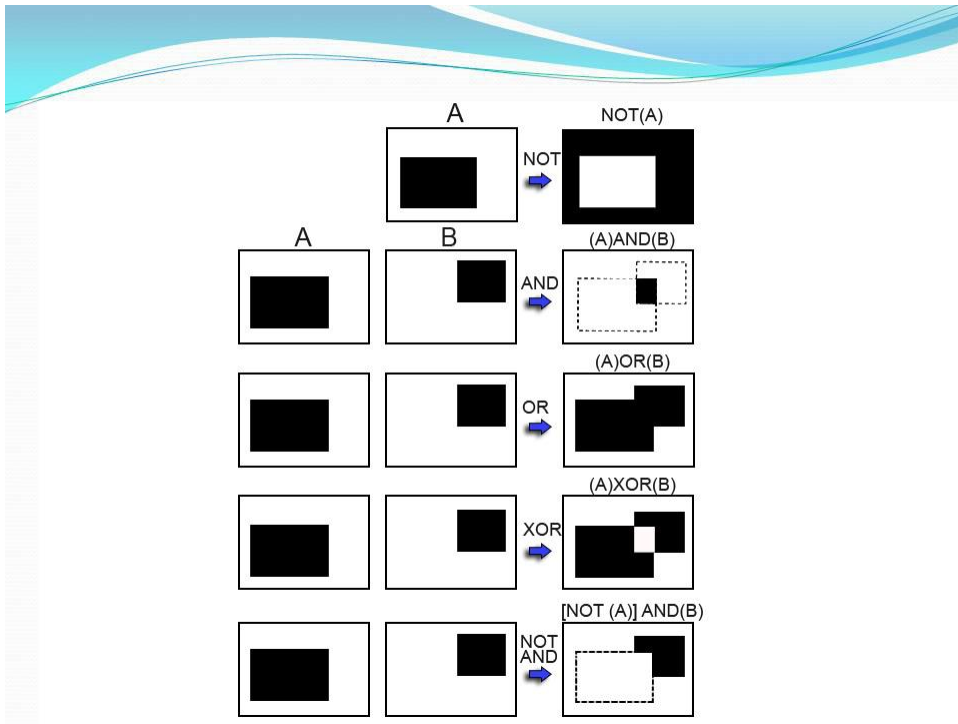 A
NOT(A)
NOT
A
B
(A)AND(B)
AND
(A)OR(B)
OR
(A)XOR(B)
XOR
[NOT (A)] AND(B)
NOT
AND